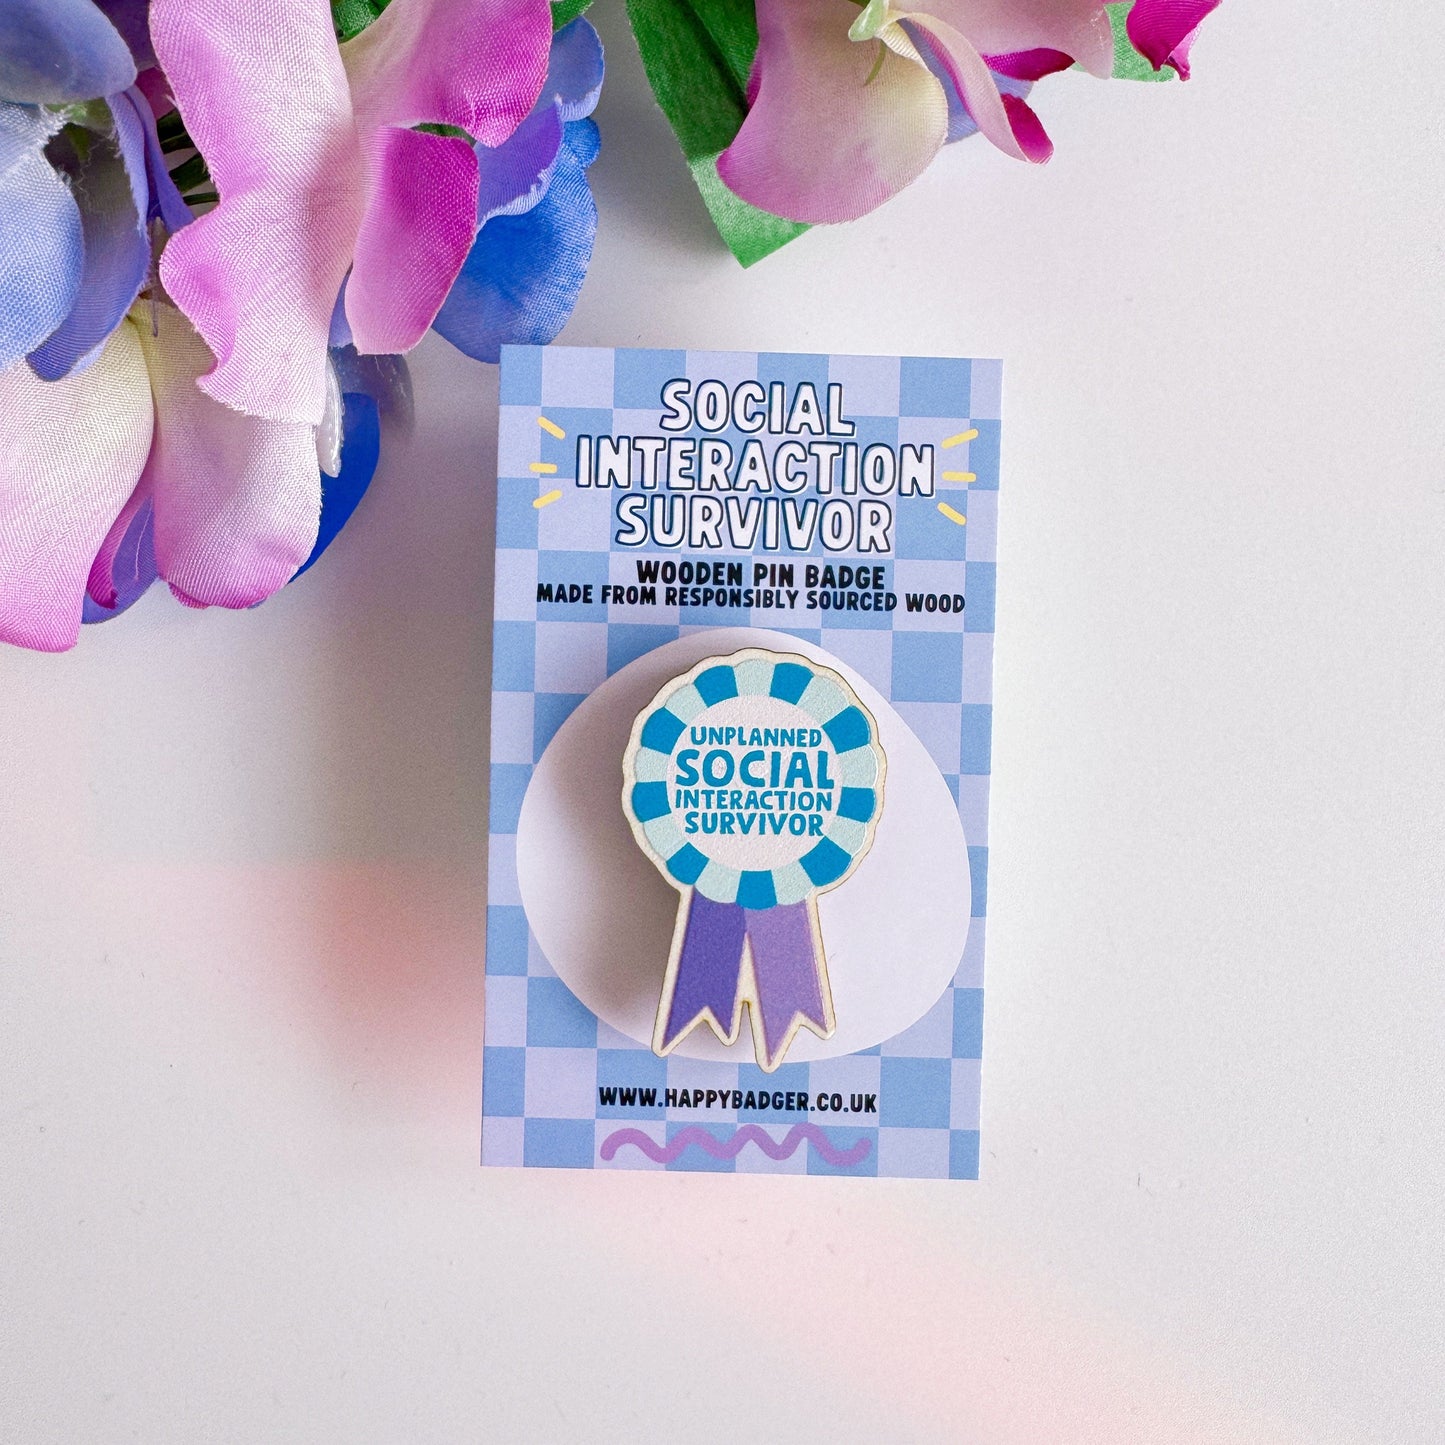 SOCIAL
INTERACTION
SURVIVOR
WOODEN PIN BADGE
MADE FROM RESPONSIBLY SOURCED WOOD
UNPLANNED
SOCIAL
INTERACTION
SURVIVOR
WWW.HAPPYBADGER.CO.UK